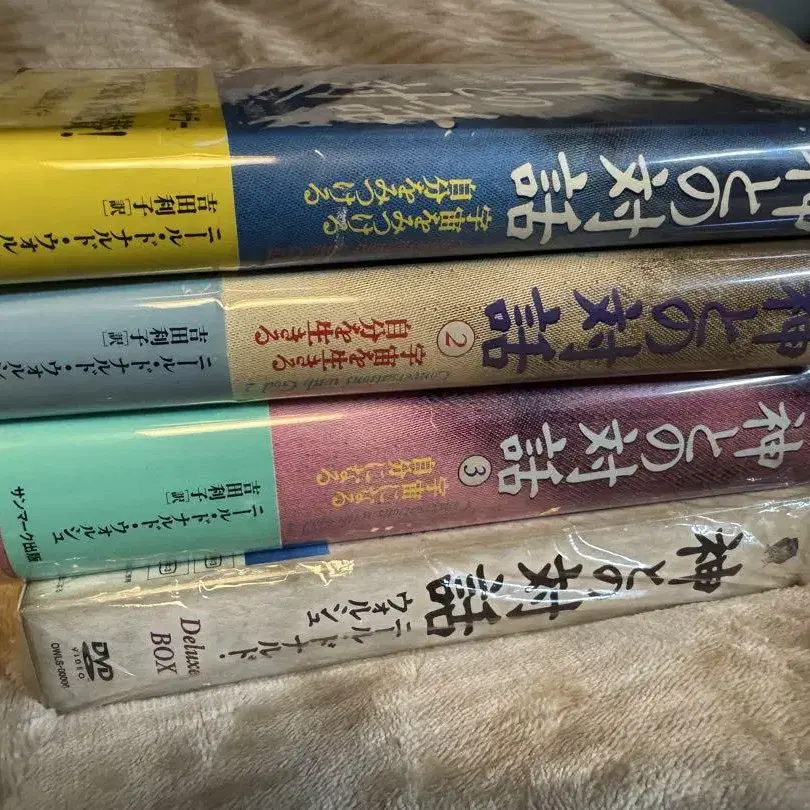 神との対話
宇宙をみつける
自分をみつける
吉田利子[訳]
ニール・ドナルド・ウォル
神との対話
②
宇宙を生きる
自分を生きる
Conversations with God 2
吉田利子[訳]
ニール・ドナルド・ウォルシ
神との対話
③
宇宙になる
自分になる
吉田利子[訳]
ニール・ドナルド・ウォルシュ
サンマーク出版
神との対話
ニール・ドナルド・
ウォルシュ
Deluxe
BOX
DVD
VIDEO